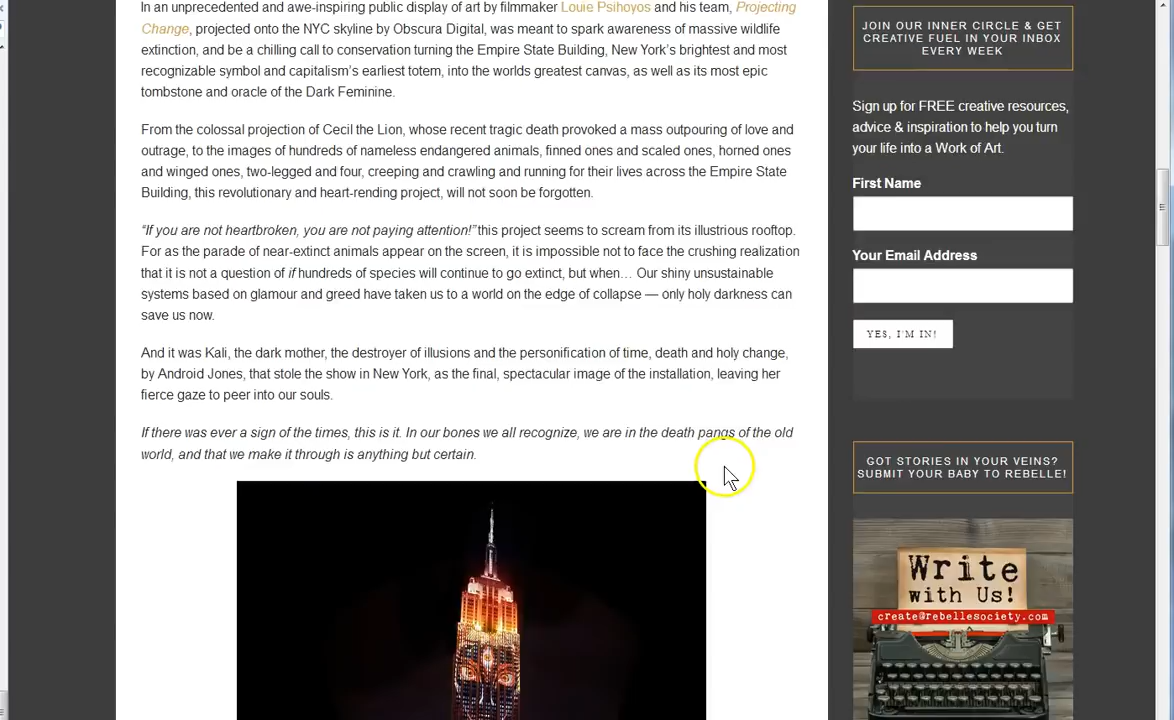 In an unprecedented and awe-inspiring public display of art by filmmaker Louie Psihoyos and his team, Projecting
Change, projected onto the NYC skyline by Obscura Digital, was meant to spark awareness of massive wildlife
extinction, and be a chilling call to conservation turning the Empire State Building, New York's brightest and most
recognizable symbol and capitalism's earliest totem, into the worlds greatest canvas, as well as its most epic
tombstone and oracle of the Dark Feminine.
From the colossal projection of Cecil the Lion, whose recent tragic death provoked a mass outpouring of love and
outrage, to the images of hundreds of nameless endangered animals, finned ones and scaled ones, horned ones
and winged ones, two-legged and four, creeping and crawling and running for their lives across the Empire State
Building, this revolutionary and heart-rending project, will not soon be forgotten.
“If you are not heartbroken, you are not paying attention!” this project seems to scream from its illustrious rooftop.
For as the parade of near-extinct animals appear on the screen, it is impossible not to face the crushing realization
that it is not a question of if hundreds of species will continue to go extinct, but when… Our shiny unsustainable
systems based on glamour and greed have taken us to a world on the edge of collapse — only holy darkness can
save us now.
And it was Kali, the dark mother, the destroyer of illusions and the personification of time, death and holy change,
by Android Jones, that stole the show in New York, as the final, spectacular image of the installation, leaving her
fierce gaze to peer into our souls.
If there was ever a sign of the times, this is it. In our bones we all recognize, we are in the death pangs of the old
world, and that we make it through is anything but certain.
JOIN OUR INNER CIRCLE & GET
CREATIVE FUEL IN YOUR INBOX
EVERY WEEK
Sign up for FREE creative resources,
advice & inspiration to help you turn
your life into a Work of Art.
First Name
Your Email Address
YES, I'M IN!
GOT STORIES IN YOUR VEINS?
SUBMIT YOUR BABY TO REBELLE!
Write
with Us!
create@rebellesociety.com